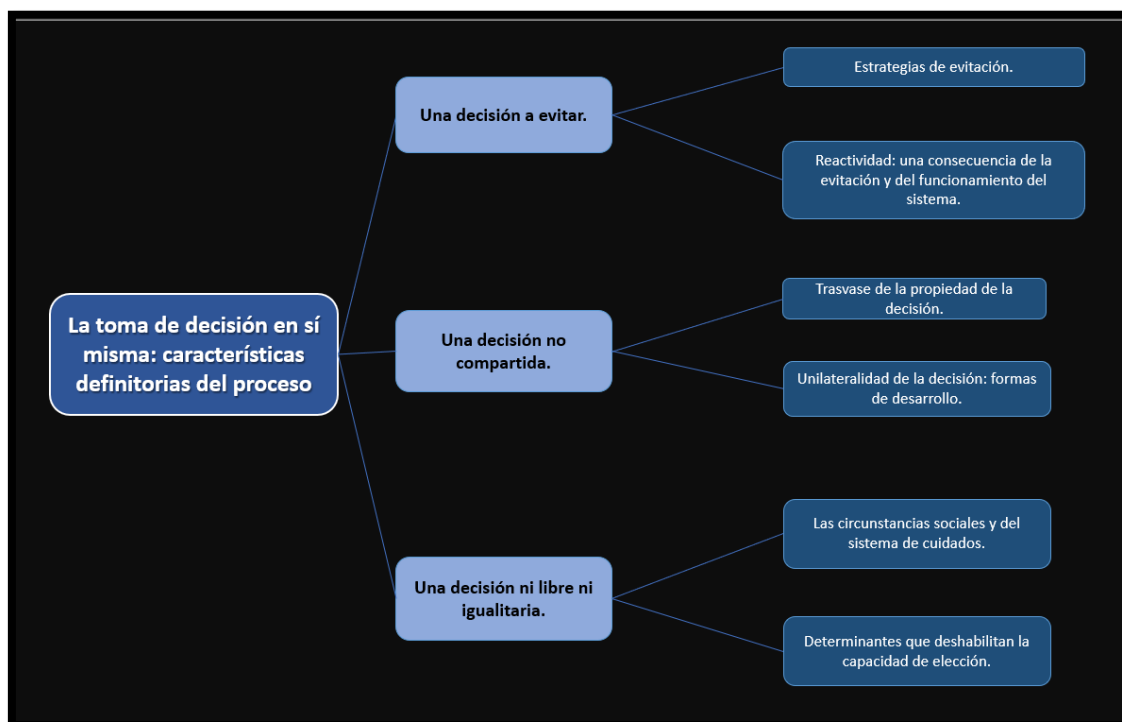 La toma de decisión en sí
misma: características
definitorias del proceso
Una decisión a evitar.
Estrategias de evitación.
Reactividad: una consecuencia de la
evitación y del funcionamiento del
sistema.
Una decisión no
compartida.
Trasvase de la propiedad de la
decisión.
Unilateralidad de la decisión: formas
de desarrollo.
Una decisión ni libre ni
igualitaria.
Las circunstancias sociales y del
sistema de cuidados.
Determinantes que deshabilitan la
capacidad de elección.